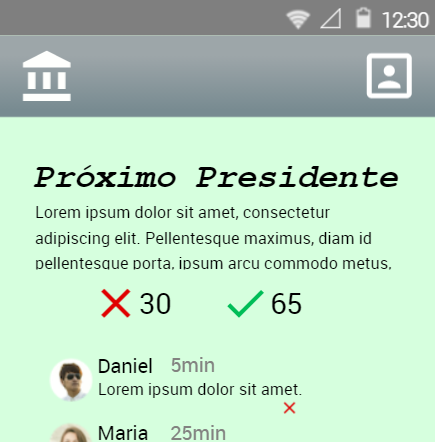 12:30
Próximo Presidente
Lorem ipsum dolor sit amet, consectetur
adipiscing elit. Pellentesque maximus, diam id
pellentesque porta, ipsum arcu commodo metus,
30 65
Daniel 5min
Lorem ipsum dolor sit amet.
Maria 25min